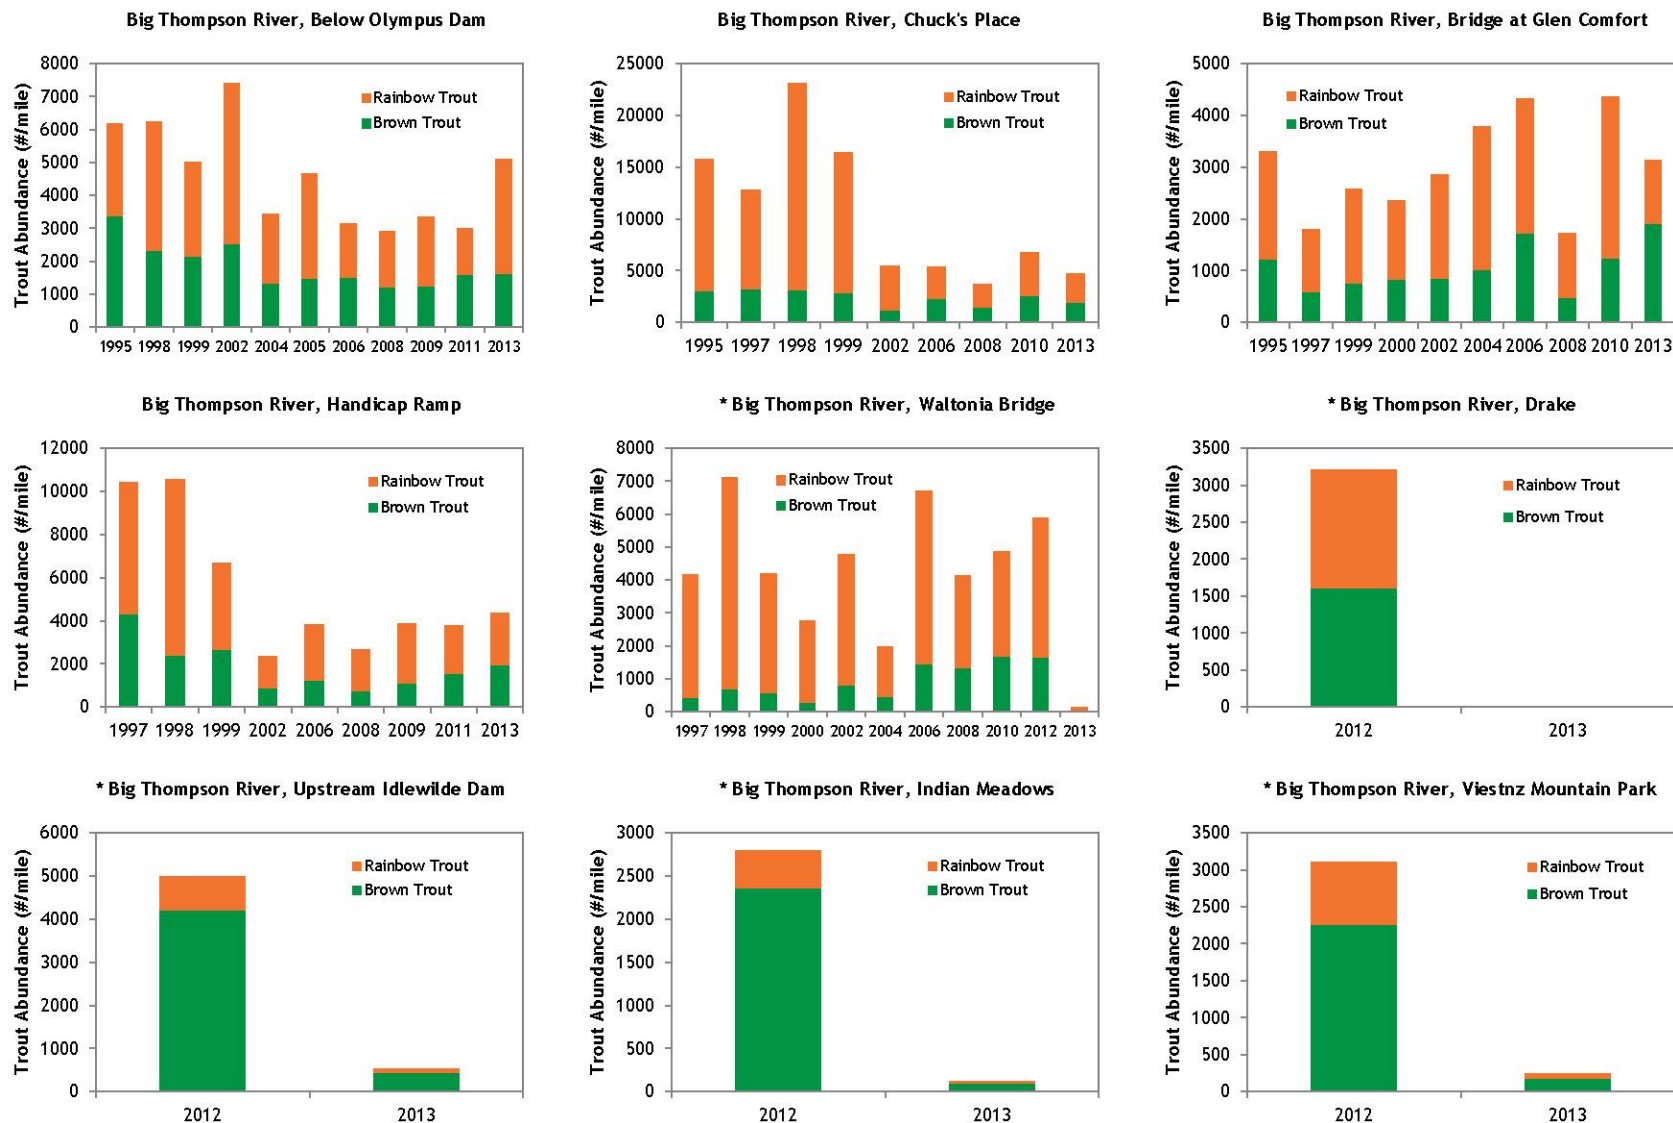 Big Thompson River, Below Olympus Dam
Trout Abundance (#/mile)
8000
7000
6000
5000
4000
3000
2000
1000
0
Rainbow Trout
Brown Trout
1995 1998 1999 2002 2004 2005 2006 2008 2009 2011 2013
Big Thompson River, Chuck's Place
Trout Abundance (#/mile)
25000
20000
15000
10000
5000
0
Rainbow Trout
Brown Trout
1995 1997 1998 1999 2002 2006 2008 2010 2013
Big Thompson River, Bridge at Glen Comfort
Trout Abundance (#/mile)
5000
4000
3000
2000
1000
0
Rainbow Trout
Brown Trout
1995 1997 1999 2000 2002 2004 2006 2008 2010 2013
Big Thompson River, Handicap Ramp
Trout Abundance (#/mile)
12000
10000
8000
6000
4000
2000
0
Rainbow Trout
Brown Trout
1997 1998 1999 2002 2006 2008 2009 2011 2013
* Big Thompson River, Waltonia Bridge
Trout Abundance (#/mile)
8000
7000
6000
5000
4000
3000
2000
1000
0
Rainbow Trout
Brown Trout
1997 1998 1999 2000 2002 2004 2006 2008 2010 2012 2013
* Big Thompson River, Drake
Trout Abundance (#/mile)
3500
3000
2500
2000
1500
1000
500
0
Rainbow Trout
Brown Trout
2012 2013
* Big Thompson River, Upstream Idlewilde Dam
Trout Abundance (#/mile)
6000
5000
4000
3000
2000
1000
0
Rainbow Trout
Brown Trout
2012 2013
* Big Thompson River, Indian Meadows
Trout Abundance (#/mile)
3000
2500
2000
1500
1000
500
0
Rainbow Trout
Brown Trout
2012 2013
* Big Thompson River, Viestnz Mountain Park
Trout Abundance (#/mile)
3500
3000
2500
2000
1500
1000
500
0
Rainbow Trout
Brown Trout
2012 2013